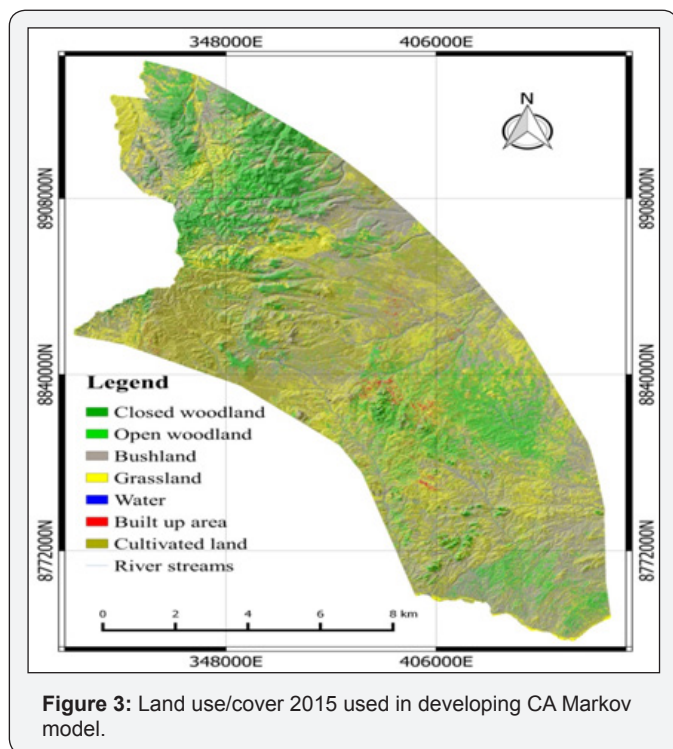 348000E 406000E
N
8908000N 8908000N
8840000N 8840000N
Legend
Closed woodland
Open woodland
Bushland
Grassland
Water
Built up area
Cultivated land
River streams
8772000N 8772000N
0 2 4 6 8 km
348000E 406000E
Figure 3: Land use/cover 2015 used in developing CA Markov
model.